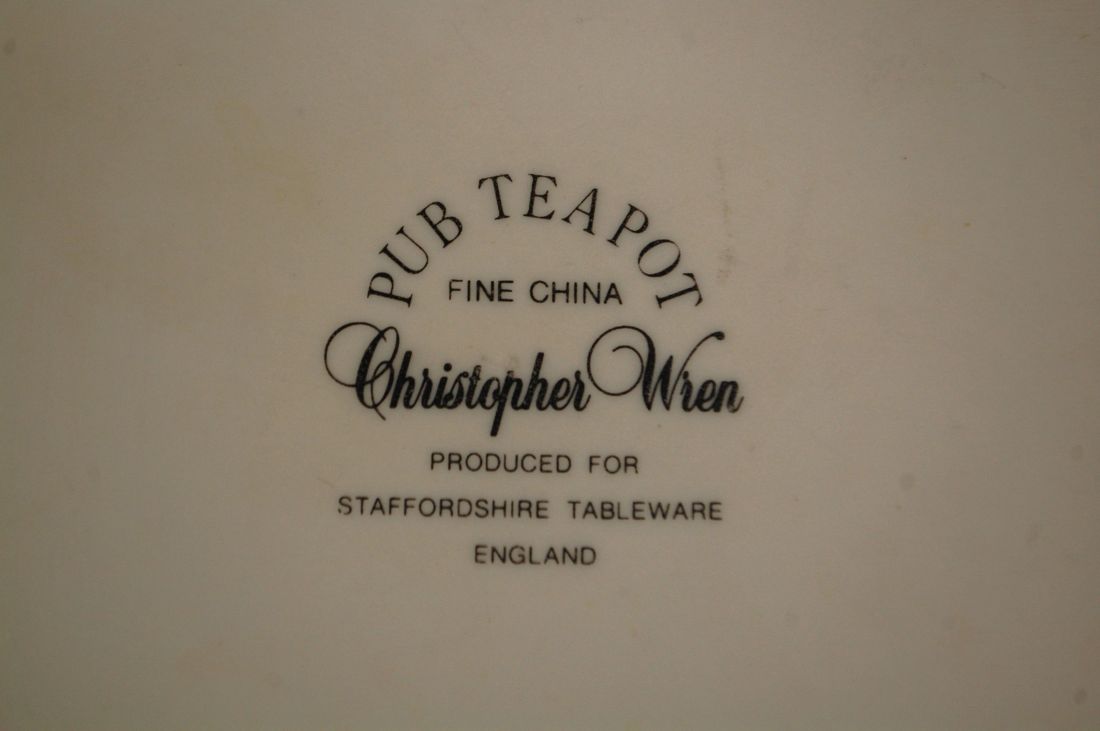 PUB TEAPOT
FINE CHINA
Christopher Wren
PRODUCED FOR
STAFFORDSHIRE TABLEWARE
ENGLAND